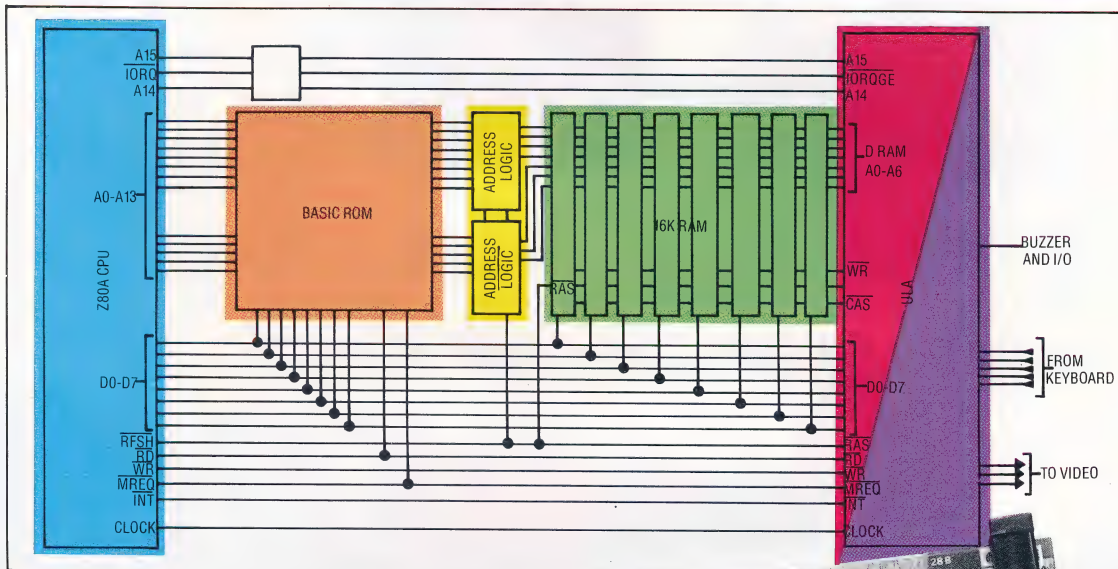 Z80A CPU
A15
IORQ
A14
A0-A13
D0-D7
RFSH
RD
WR
MREQ
INT
CLOCK
BASIC ROM
ADDRESS
LOGIC
ADDRESS
LOGIC
16K RAM
RAS
ULA
A15
IORQGE
A14
D RAM
A0-A6
WR
CAS
D0-D7
RAS
RD
WR
MREQ
INT
CLOCK
BUZZER
AND I/O
FROM
KEYBOARD
TO VIDEO
28 B